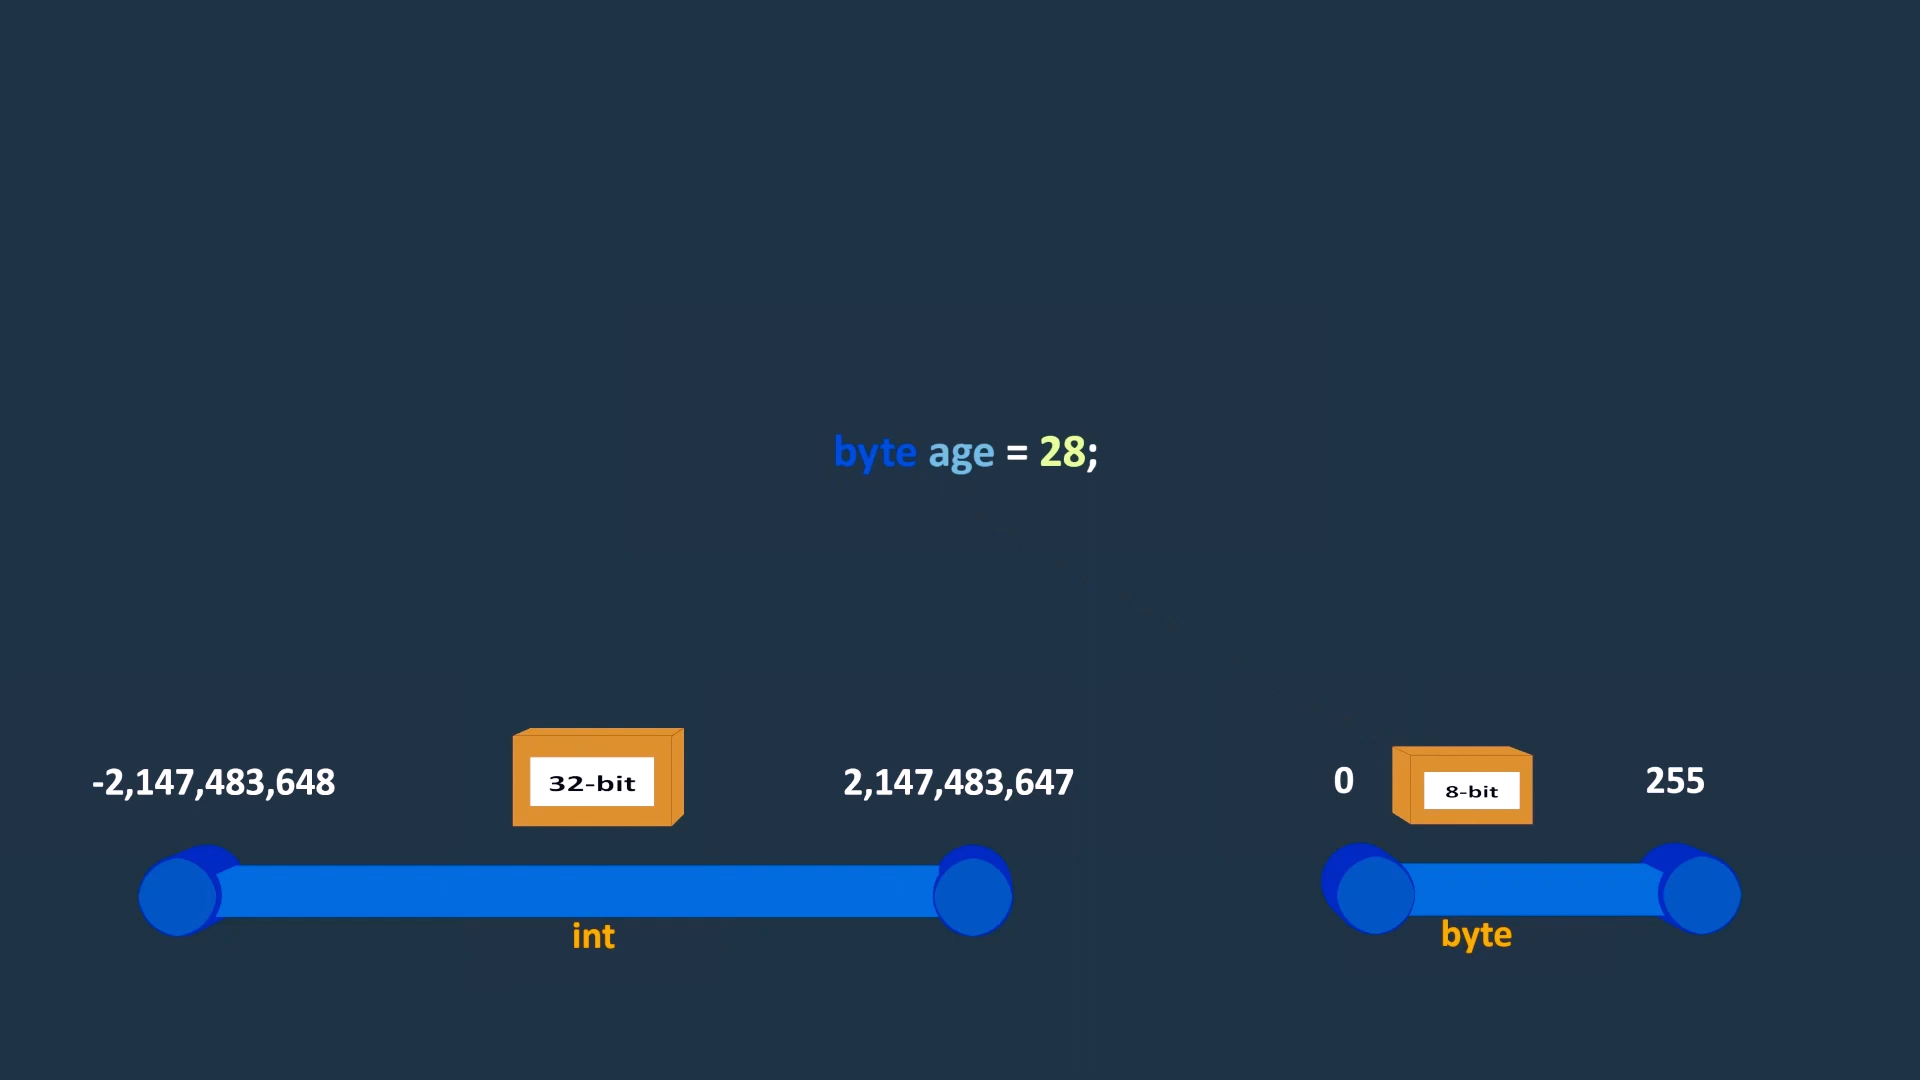 byte age = 28;
-2,147,483,648
32-bit
2,147,483,647
int
0
8-bit
255
byte